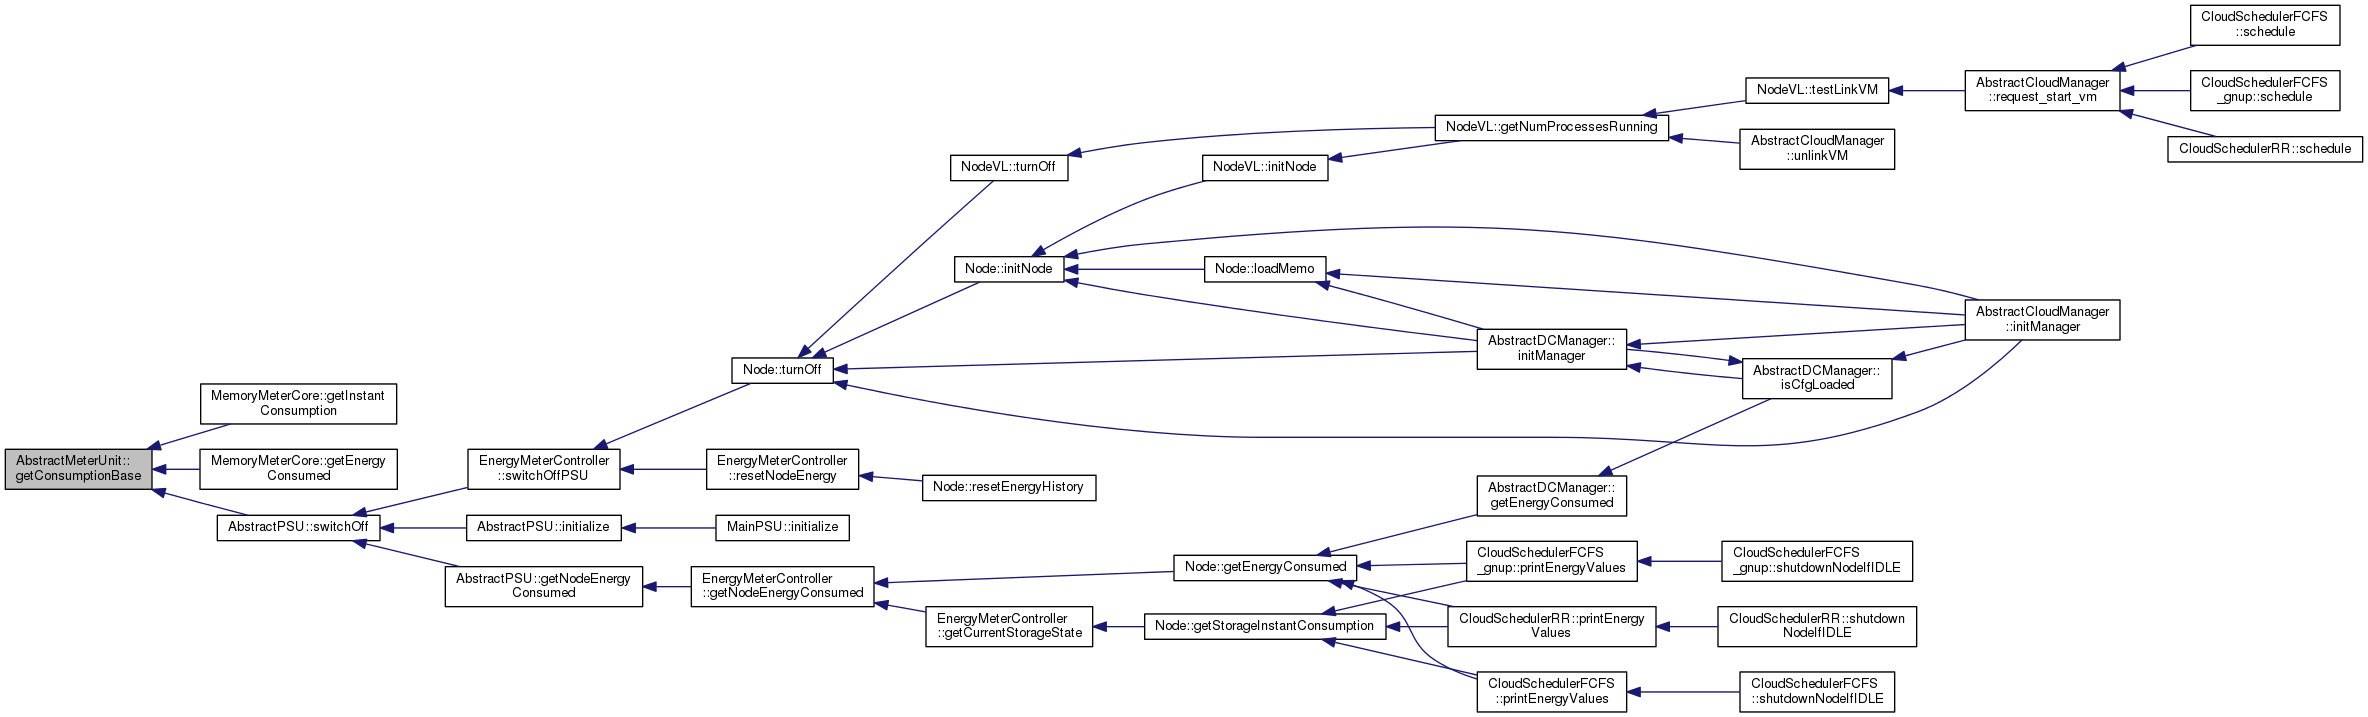 CloudSchedulerFCFS
::schedule
NodeVL::testLinkVM
AbstractCloudManager
::request_start_vm
CloudSchedulerFCFS
_gnup::schedule
NodeVL::getNumProcessesRunning
AbstractCloudManager
::unlinkVM
CloudSchedulerRR::schedule
NodeVL::turnOff
NodeVL::initNode
Node::initNode
Node::loadMemo
AbstractCloudManager
::initManager
Node::turnOff
AbstractDCManager::
initManager
AbstractDCManager::
isCfgLoaded
MemoryMeterCore::getInstant
Consumption
AbstractMeterUnit::
getConsumptionBase
MemoryMeterCore::getEnergy
Consumed
EnergyMeterController
::switchOffPSU
EnergyMeterController
::resetNodeEnergy
Node::resetEnergyHistory
AbstractDCManager::
getEnergyConsumed
AbstractPSU::switchOff
AbstractPSU::initialize
MainPSU::initialize
AbstractPSU::getNodeEnergy
Consumed
EnergyMeterController
::getNodeEnergyConsumed
Node::getEnergyConsumed
CloudSchedulerFCFS
_gnup::printEnergyValues
CloudSchedulerFCFS
_gnup::shutdownNodeIfIDLE
EnergyMeterController
::getCurrentStorageState
Node::getStorageInstantConsumption
CloudSchedulerRR::printEnergy
Values
CloudSchedulerRR::shutdown
NodeIfIDLE
CloudSchedulerFCFS
::printEnergyValues
CloudSchedulerFCFS
::shutdownNodeIfIDLE